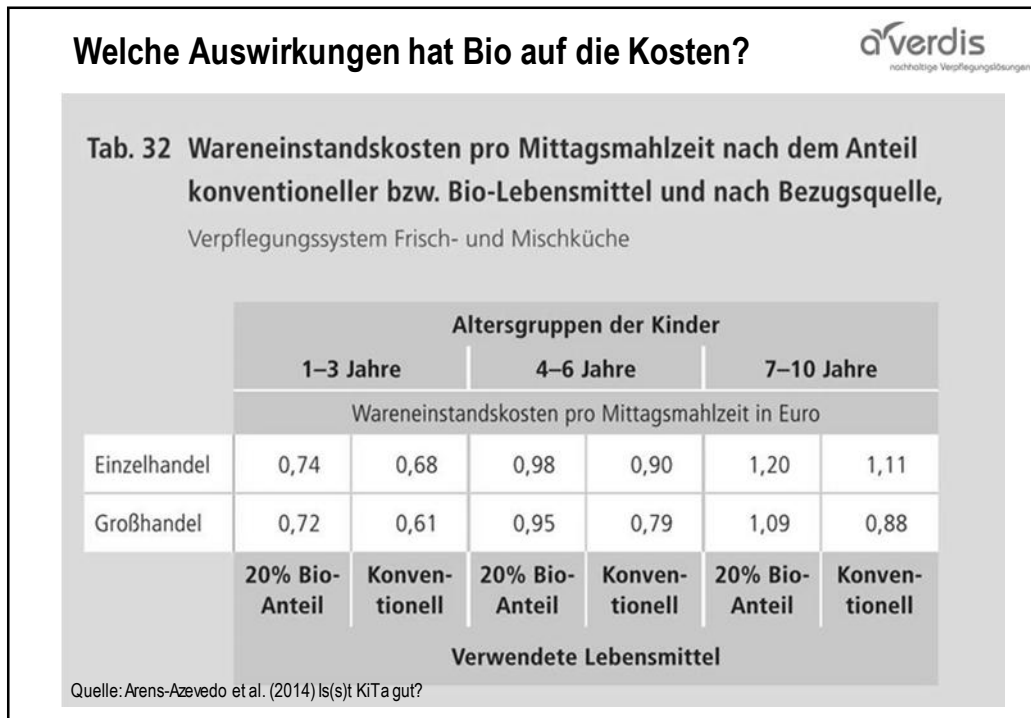 Welche Auswirkungen hat Bio auf die Kosten?
a'verdis
nachhaltige Verpflegungslösungen
Tab. 32 Wareneinstandskosten pro Mittagsmahlzeit nach dem Anteil
konventioneller bzw. Bio-Lebensmittel und nach Bezugsquelle,
Verpflegungssystem Frisch- und Mischküche
Altersgruppen der Kinder
1–3 Jahre 4–6 Jahre 7–10 Jahre
Wareneinstandskosten pro Mittagsmahlzeit in Euro
Einzelhandel 0,74 0,68 0,98 0,90 1,20 1,11
Großhandel 0,72 0,61 0,95 0,79 1,09 0,88
20% Bio- Konven- 20% Bio- Konven- 20% Bio- Konven-
Anteil tionell Anteil tionell Anteil tionell
Verwendete Lebensmittel
Quelle: Arens-Azevedo et al. (2014) Is(s)t KiTa gut?